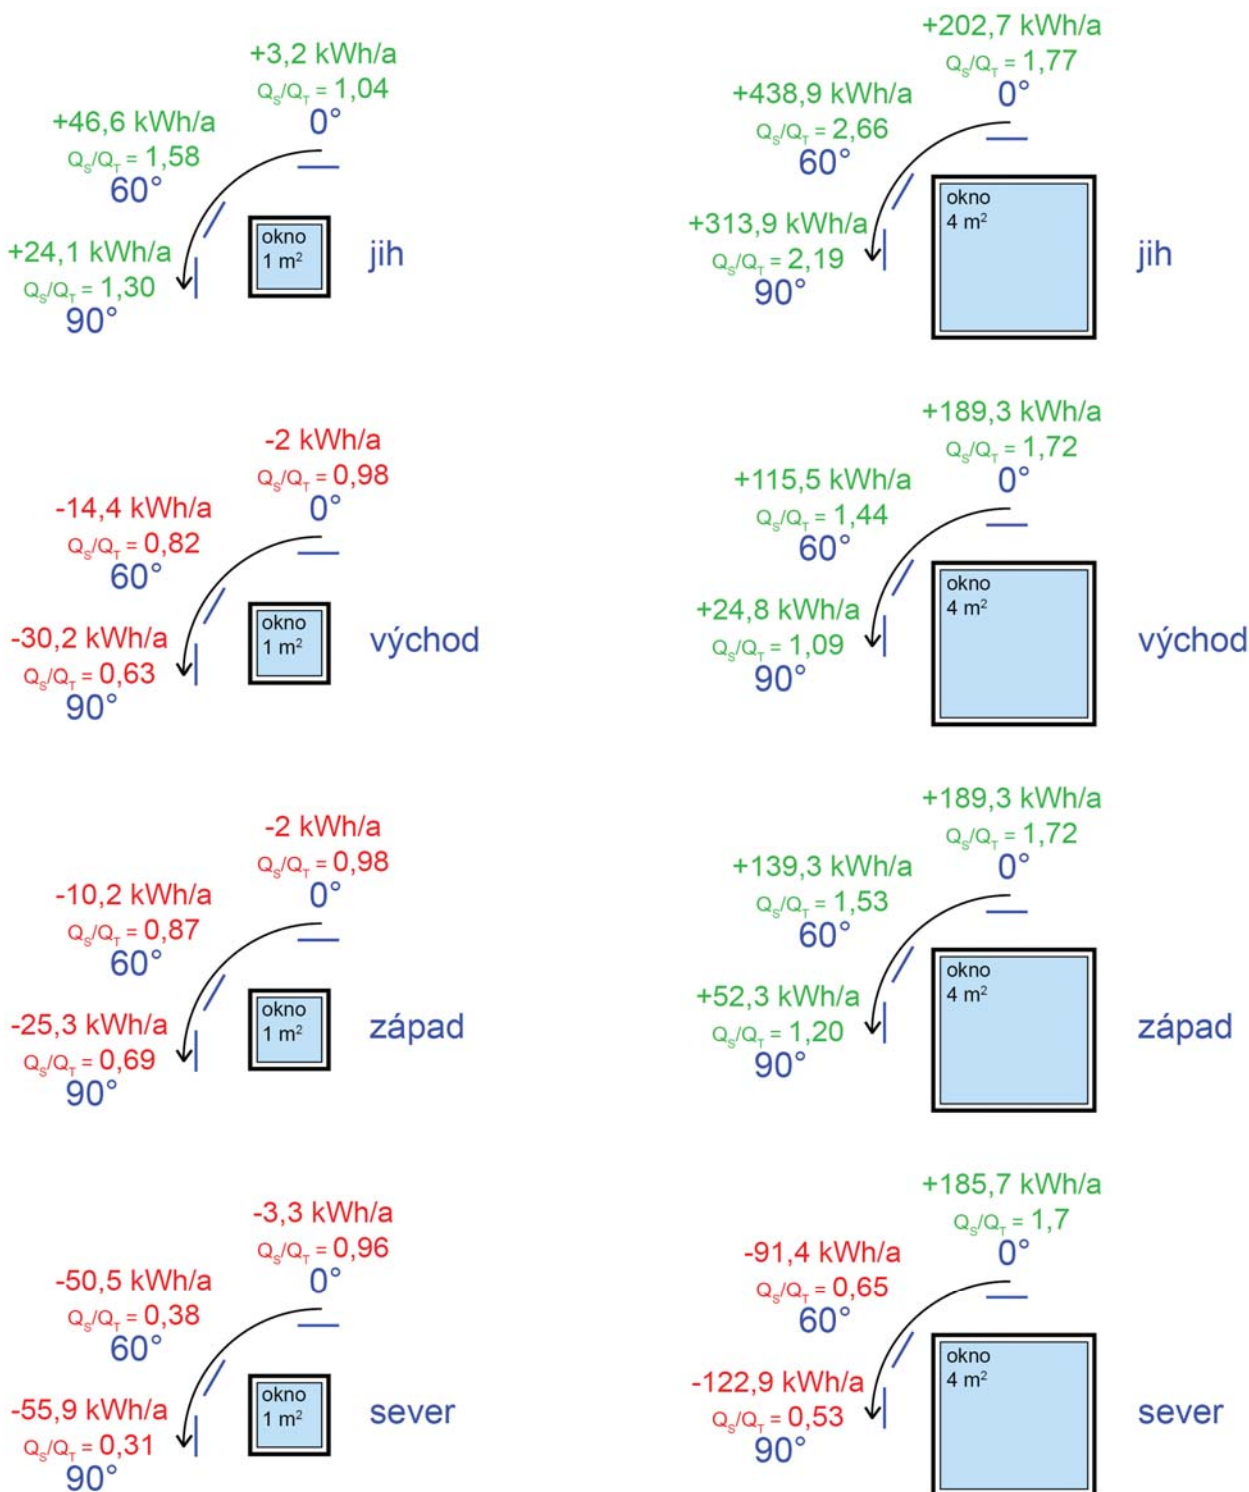 +3,2 kWh/a
Q_S/Q_T = 1,04
0°
+46,6 kWh/a
Q_S/Q_T = 1,58
60°
+24,1 kWh/a
Q_S/Q_T = 1,30
90°
okno
1 m²
jih
+202,7 kWh/a
Q_S/Q_T = 1,77
0°
+438,9 kWh/a
Q_S/Q_T = 2,66
60°
+313,9 kWh/a
Q_S/Q_T = 2,19
90°
okno
4 m²
jih
-2 kWh/a
Q_S/Q_T = 0,98
0°
-14,4 kWh/a
Q_S/Q_T = 0,82
60°
-30,2 kWh/a
Q_S/Q_T = 0,63
90°
okno
1 m²
východ
+189,3 kWh/a
Q_S/Q_T = 1,72
0°
+115,5 kWh/a
Q_S/Q_T = 1,44
60°
+24,8 kWh/a
Q_S/Q_T = 1,09
90°
okno
4 m²
východ
-2 kWh/a
Q_S/Q_T = 0,98
0°
-10,2 kWh/a
Q_S/Q_T = 0,87
60°
-25,3 kWh/a
Q_S/Q_T = 0,69
90°
okno
1 m²
západ
+189,3 kWh/a
Q_S/Q_T = 1,72
0°
+139,3 kWh/a
Q_S/Q_T = 1,53
60°
+52,3 kWh/a
Q_S/Q_T = 1,20
90°
okno
4 m²
západ
-3,3 kWh/a
Q_S/Q_T = 0,96
0°
-50,5 kWh/a
Q_S/Q_T = 0,38
60°
-55,9 kWh/a
Q_S/Q_T = 0,31
90°
okno
1 m²
sever
+185,7 kWh/a
Q_S/Q_T = 1,7
0°
-91,4 kWh/a
Q_S/Q_T = 0,65
60°
-122,9 kWh/a
Q_S/Q_T = 0,53
90°
okno
4 m²
sever